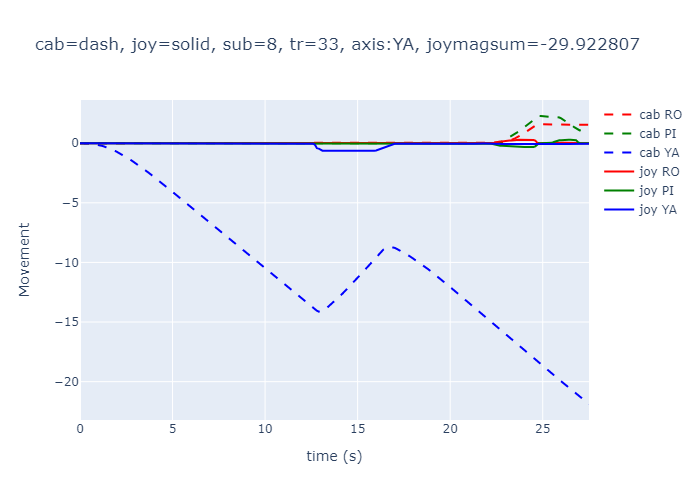 cab=dash, joy=solid, sub=8, tr=33, axis:YA, joymagsum=-29.922807
cab RO
cab PI
cab YA
joy RO
joy PI
joy YA
Movement
0
−5
−10
−15
−20
0 5 10 15 20 25
time (s)